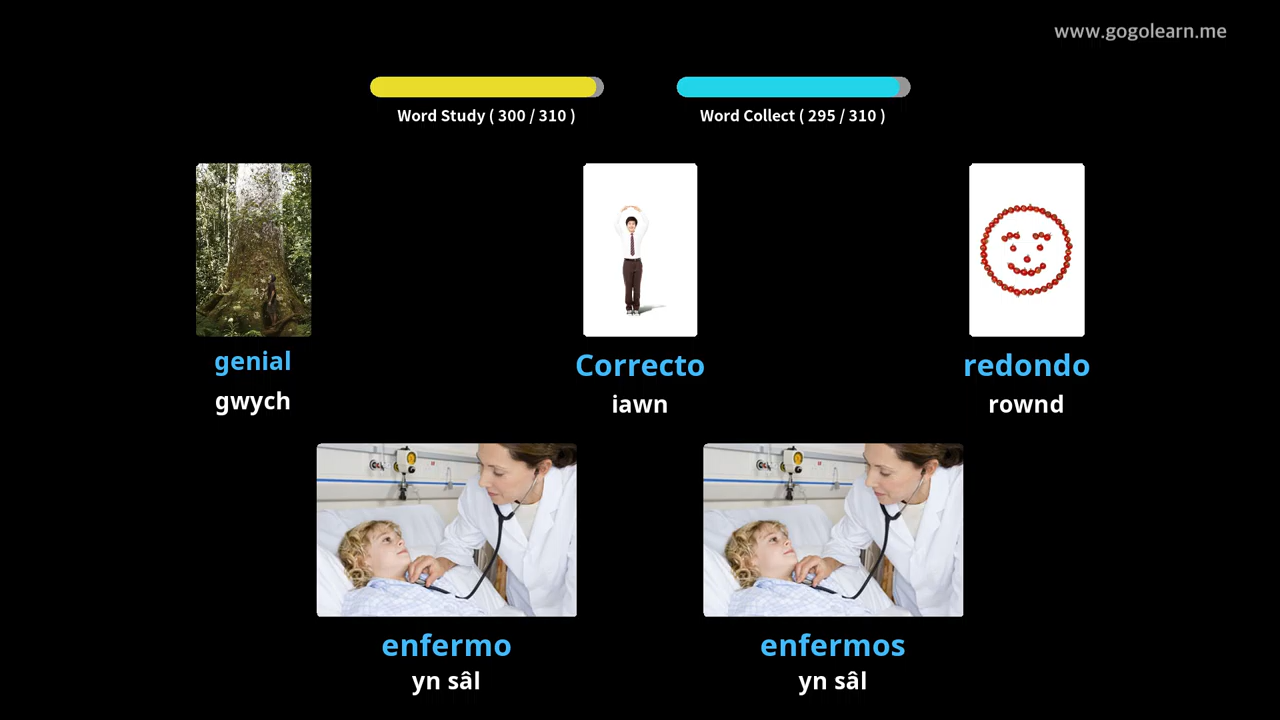 www.gogolearn.me
Word Study ( 300 / 310 )
Word Collect ( 295 / 310 )
genial
gwych
Correcto
iawn
redondo
rownd
enfermo
yn sâl
enfermos
yn sâl